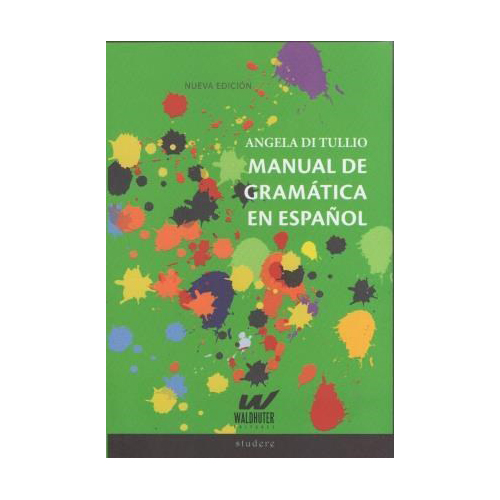 NUEVA EDICIÓN
ANGELA DI TULLIO
MANUAL DE
GRAMÁTICA
EN ESPAÑOL
W
WALDHUTER
EDITORES
studere